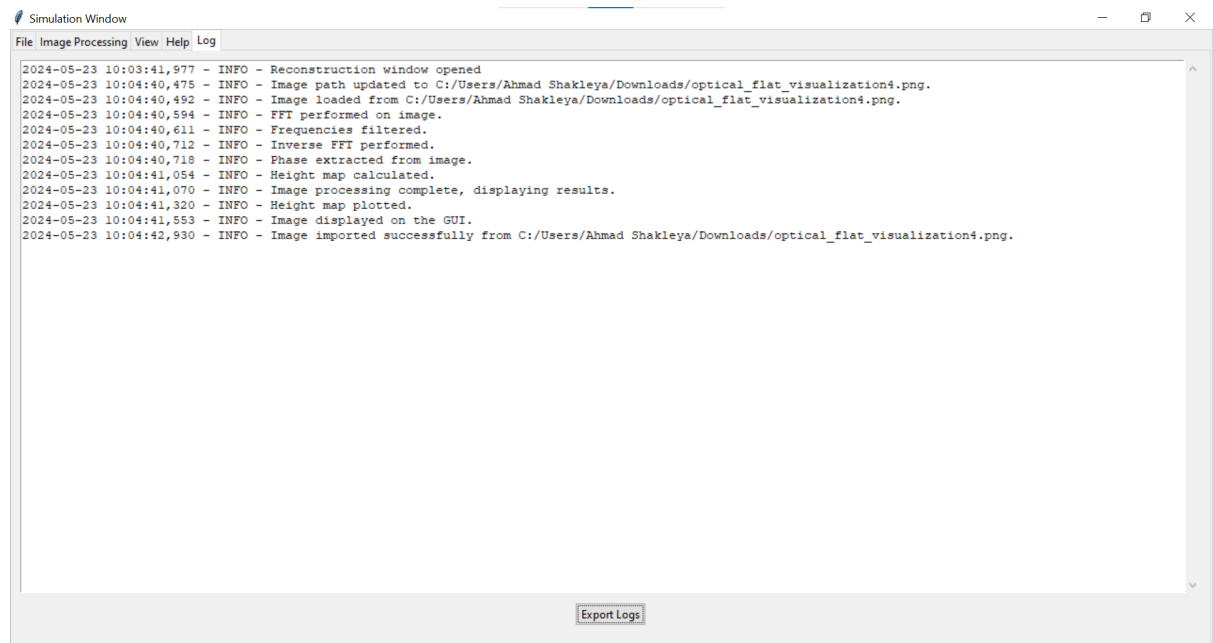 Simulation Window
File Image Processing View Help Log
2024-05-23 10:03:41,977 - INFO - Reconstruction window opened
2024-05-23 10:04:40,475 - INFO - Image path updated to C:/Users/Ahmad Shakleya/Downloads/optical_flat_visualization4.png.
2024-05-23 10:04:40,492 - INFO - Image loaded from C:/Users/Ahmad Shakleya/Downloads/optical_flat_visualization4.png.
2024-05-23 10:04:40,594 - INFO - FFT performed on image.
2024-05-23 10:04:40,611 - INFO - Frequencies filtered.
2024-05-23 10:04:40,712 - INFO - Inverse FFT performed.
2024-05-23 10:04:40,718 - INFO - Phase extracted from image.
2024-05-23 10:04:41,054 - INFO - Height map calculated.
2024-05-23 10:04:41,070 - INFO - Image processing complete, displaying results.
2024-05-23 10:04:41,320 - INFO - Height map plotted.
2024-05-23 10:04:41,553 - INFO - Image displayed on the GUI.
2024-05-23 10:04:42,930 - INFO - Image imported successfully from C:/Users/Ahmad Shakleya/Downloads/optical_flat_visualization4.png.
Export Logs